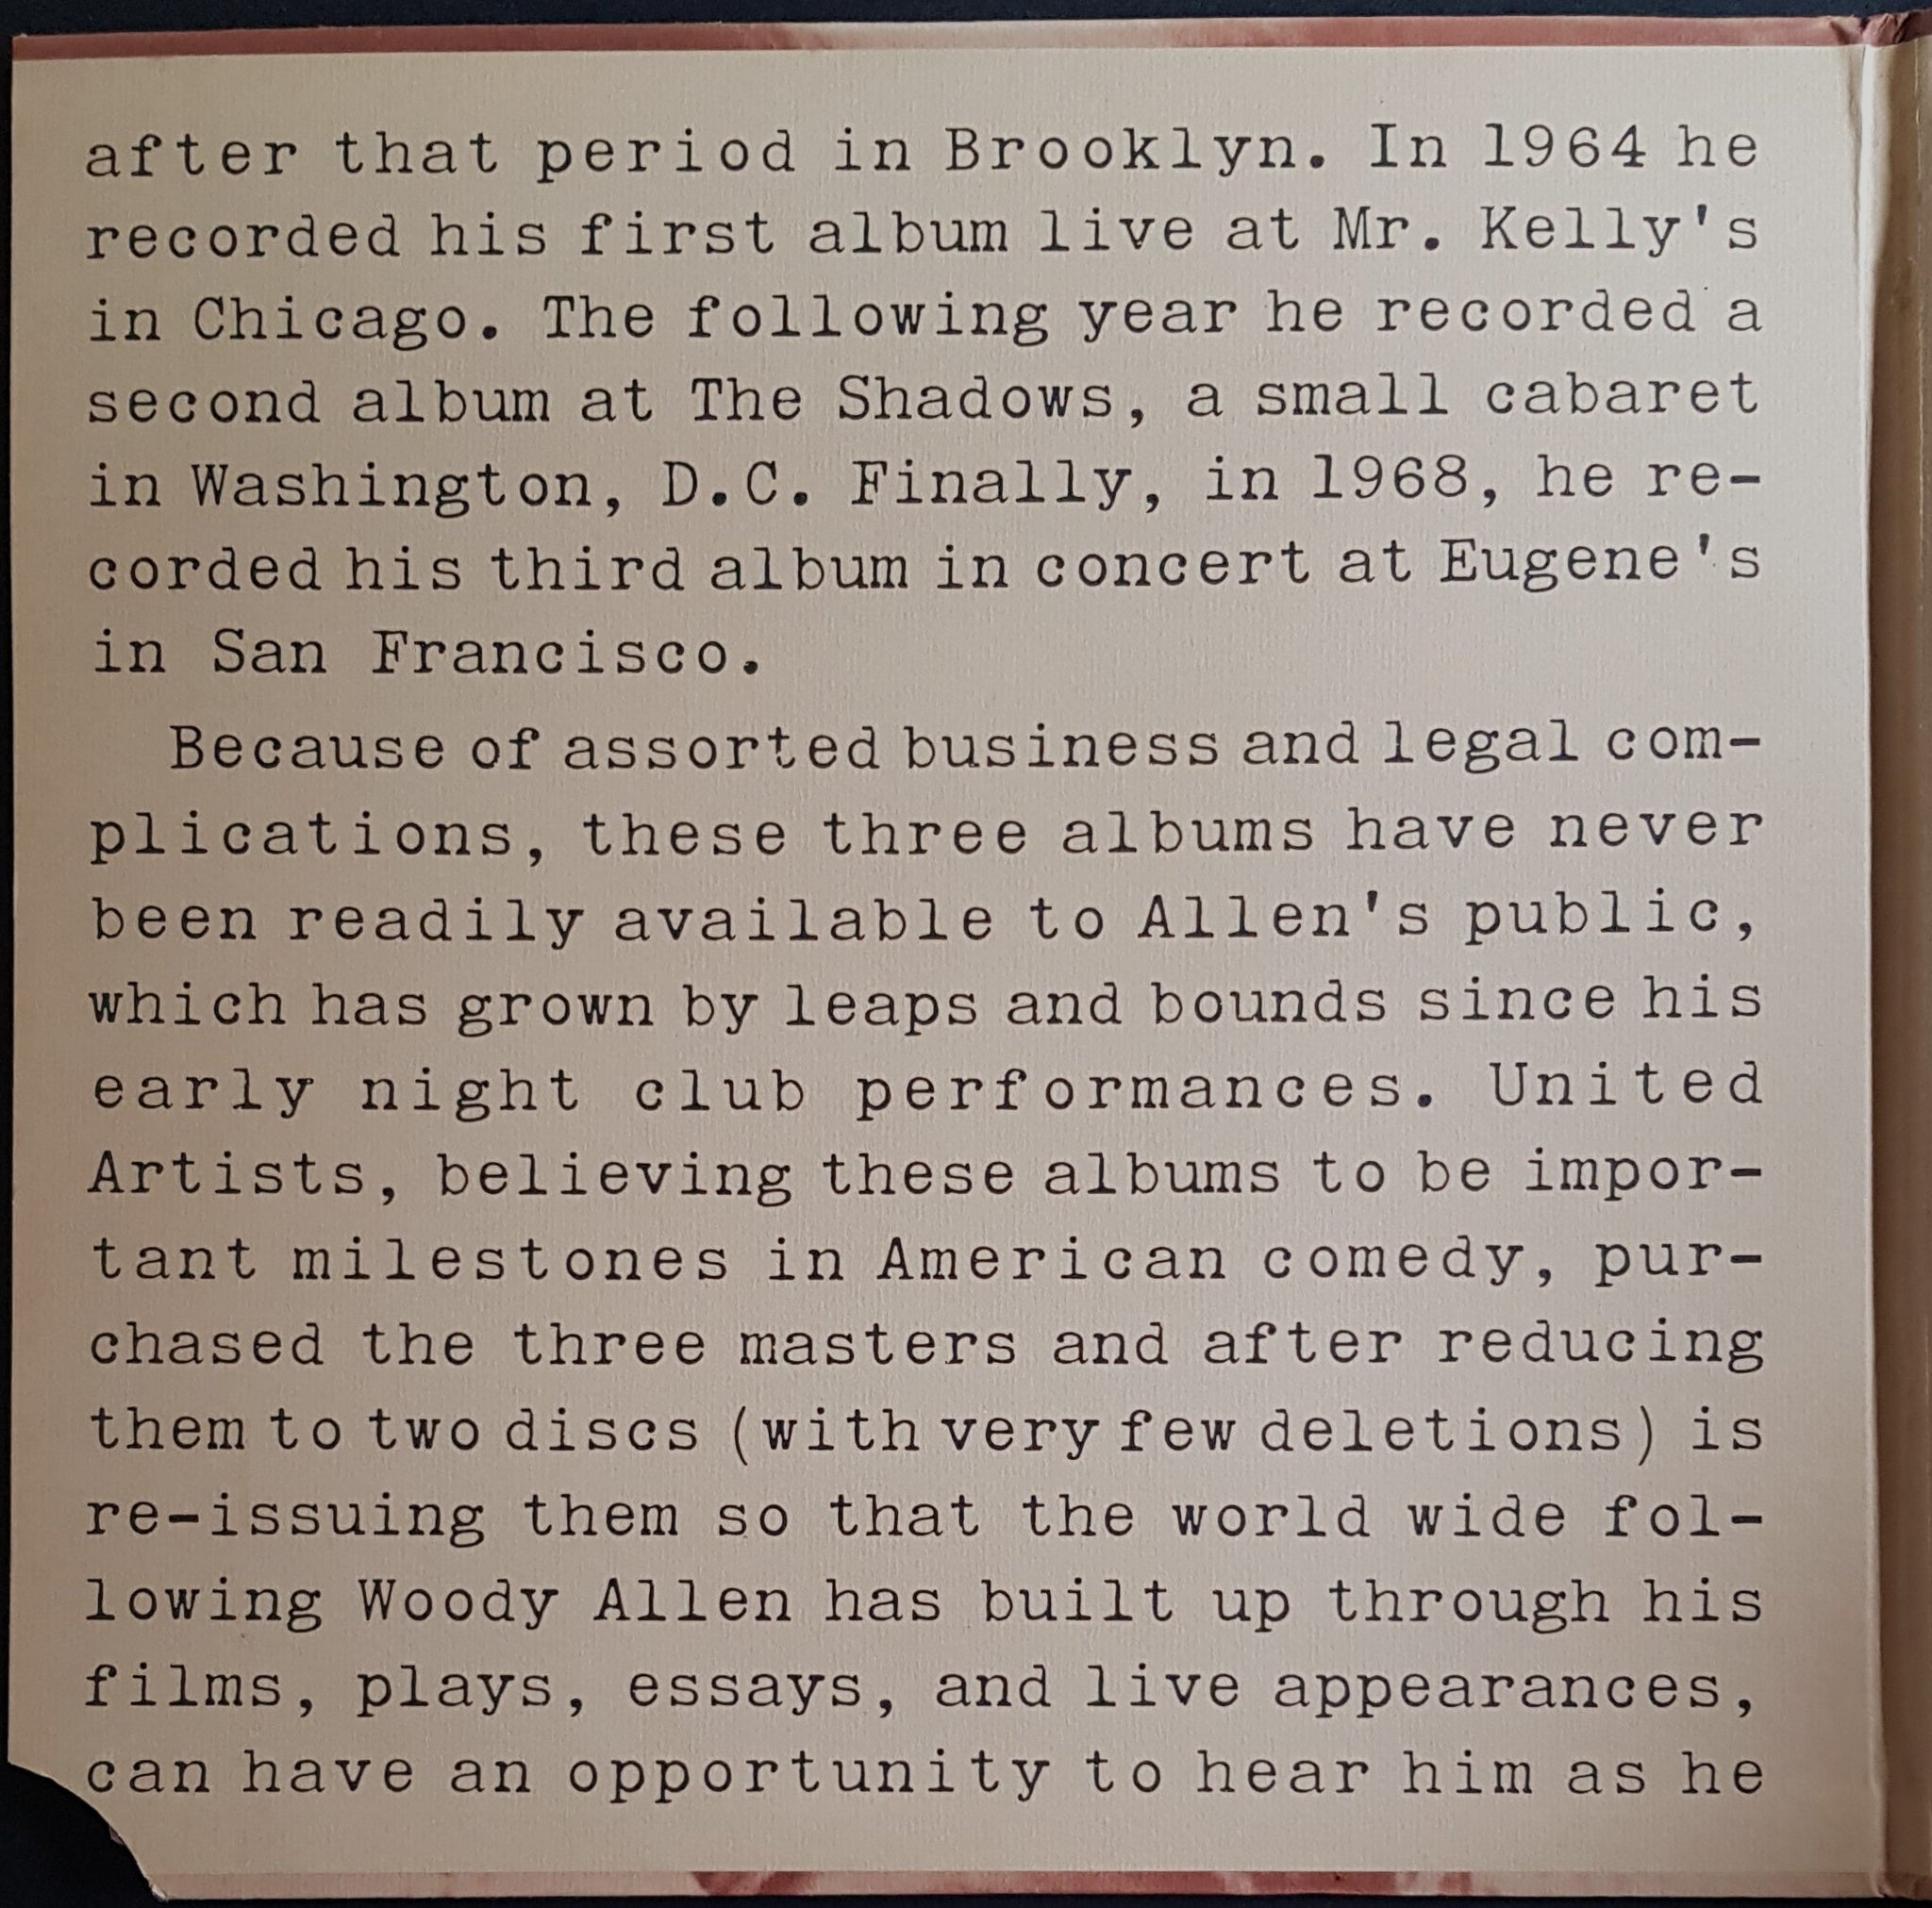 after that period in Brooklyn. In 1964 he
recorded his first album live at Mr. Kelly's
in Chicago. The following year he recorded a
second album at The Shadows, a small cabaret
in Washington, D.C. Finally, in 1968, he re-
corded his third album in concert at Eugene's
in San Francisco.
Because of assorted business and legal com-
plications, these three albums have never
been readily available to Allen's public,
which has grown by leaps and bounds since his
early night club performances. United
Artists, believing these albums to be impor-
tant milestones in American comedy, pur-
chased the three masters and after reducing
them to two discs (with very few deletions) is
re-issuing them so that the world wide fol-
lowing Woody Allen has built up through his
films, plays, essays, and live appearances,
can have an opportunity to hear him as he